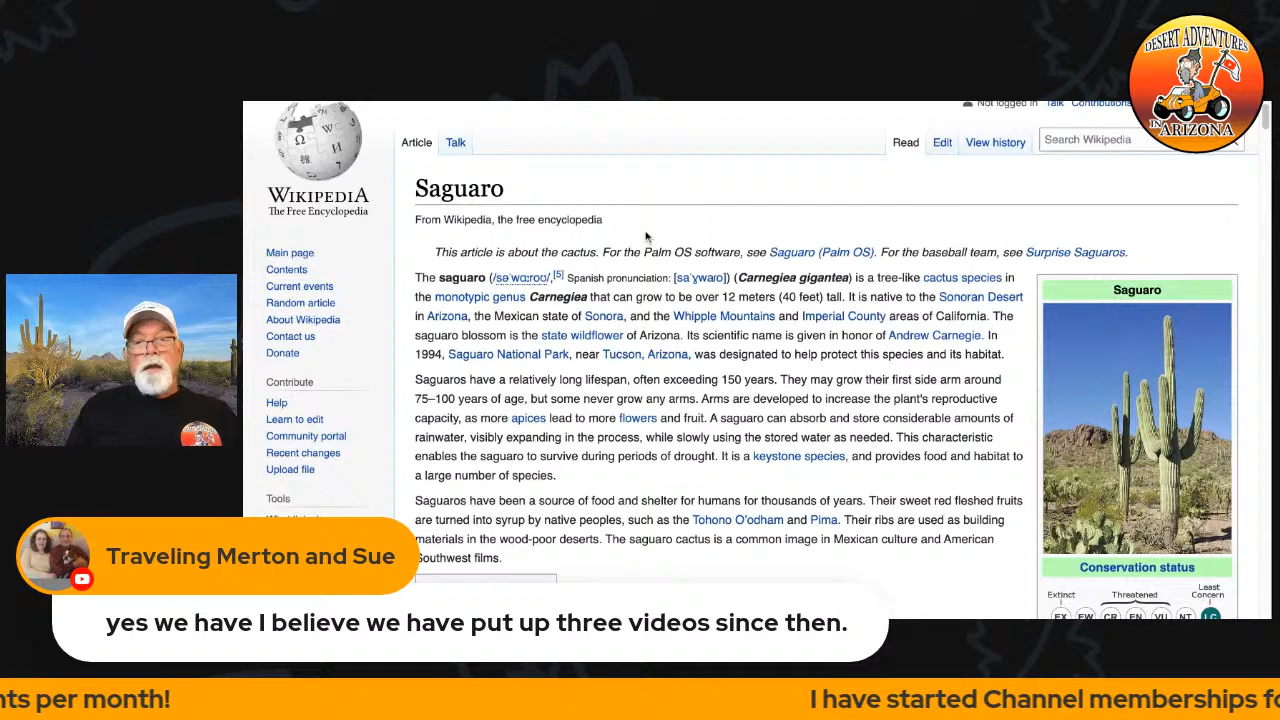 DESERT ADVENTURES
IN ARIZONA
Not logged in Talk Contributions
WIKIPEDIA
The Free Encyclopedia
Article Talk Read Edit View history Search Wikipedia
Saguaro
From Wikipedia, the free encyclopedia
This article is about the cactus. For the Palm OS software, see Saguaro (Palm OS). For the baseball team, see Surprise Saguaros.
The saguaro (/səˈwɑːroʊ/,[5] Spanish pronunciation: [saˈɣwaɾo]) (Carnegiea gigantea) is a tree-like cactus species in
the monotypic genus Carnegiea that can grow to be over 12 meters (40 feet) tall. It is native to the Sonoran Desert
in Arizona, the Mexican state of Sonora, and the Whipple Mountains and Imperial County areas of California. The
saguaro blossom is the state wildflower of Arizona. Its scientific name is given in honor of Andrew Carnegie. In
1994, Saguaro National Park, near Tucson, Arizona, was designated to help protect this species and its habitat.
Saguaros have a relatively long lifespan, often exceeding 150 years. They may grow their first side arm around
75–100 years of age, but some never grow any arms. Arms are developed to increase the plant's reproductive
capacity, as more apices lead to more flowers and fruit. A saguaro can absorb and store considerable amounts of
rainwater, visibly expanding in the process, while slowly using the stored water as needed. This characteristic
enables the saguaro to survive during periods of drought. It is a keystone species, and provides food and habitat to
a large number of species.
Saguaros have been a source of food and shelter for humans for thousands of years. Their sweet red fleshed fruits
are turned into syrup by native peoples, such as the Tohono O'odham and Pima. Their ribs are used as building
materials in the wood-poor deserts. The saguaro cactus is a common image in Mexican culture and American
Southwest films.
Main page
Contents
Current events
Random article
About Wikipedia
Contact us
Donate
Contribute
Help
Learn to edit
Community portal
Recent changes
Upload file
Tools
Saguaro
Conservation status
Extinct Threatened Least
Concern
EX EW CR EN VU NT LC
Traveling Merton and Sue
yes we have I believe we have put up three videos since then.
nts per month! I have started Channel memberships fo